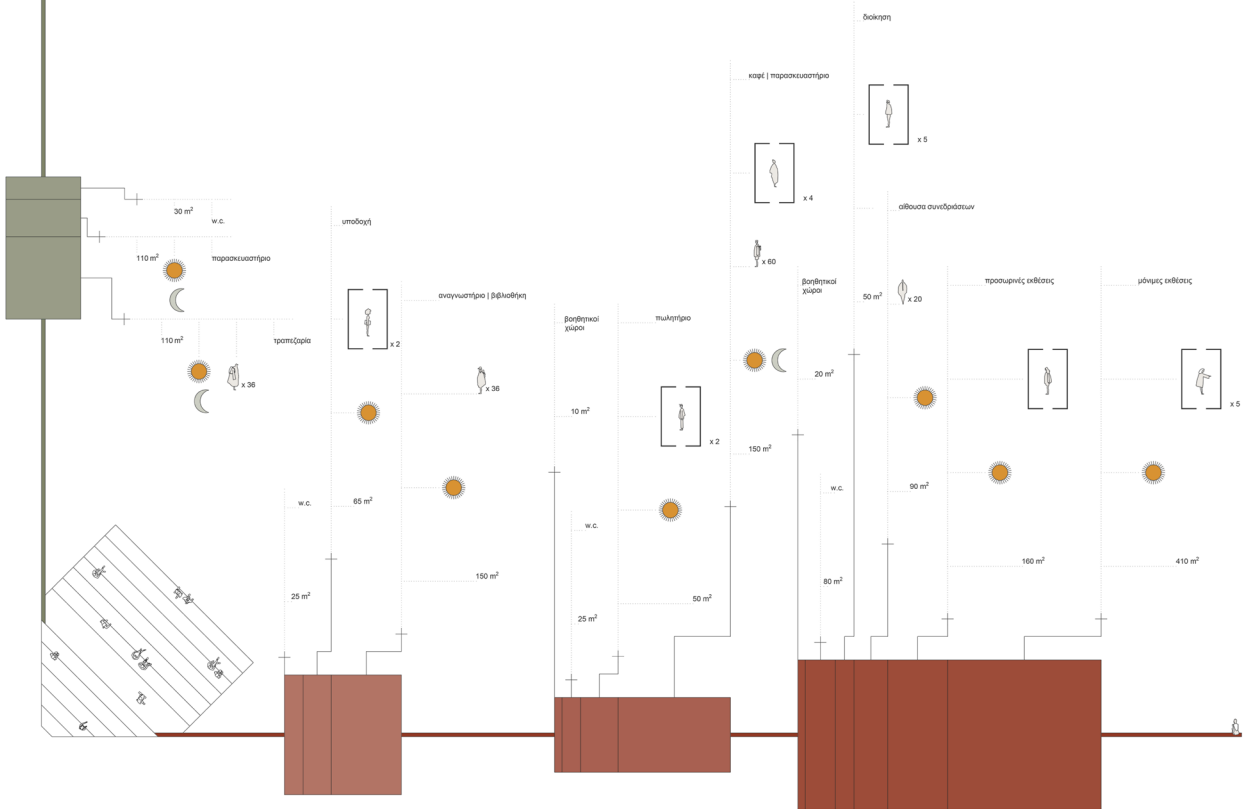 διοίκηση
καφέ | παρασκευαστήριο
x 5
x 4
30 m²
w.c.
αίθουσα συνεδριάσεων
υποδοχή
110 m²
παρασκευαστήριο
x 60
βοηθητικοί
χώροι
προσωρινές εκθέσεις
μόνιμες εκθέσεις
αναγνωστήριο | βιβλιοθήκη
50 m²
x 20
βοηθητικοί
χώροι
πωλητήριο
110 m²
τραπεζαρία
x 2
20 m²
x 36
x 36
x 5
10 m²
x 2
150 m²
w.c.
90 m²
w.c.
65 m²
w.c.
160 m²
410 m²
150 m²
80 m²
25 m²
50 m²
25 m²